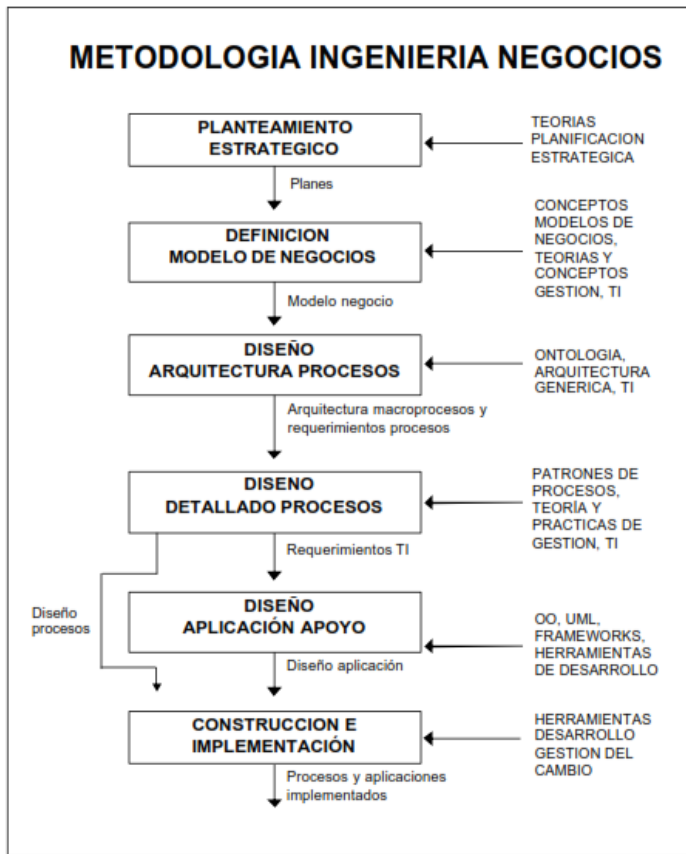 METODOLOGIA INGENIERIA NEGOCIOS
PLANTEAMIENTO
ESTRATEGICO
TEORIAS
PLANIFICACION
ESTRATEGICA
Planes
DEFINICION
MODELO DE NEGOCIOS
CONCEPTOS
MODELOS DE
NEGOCIOS,
TEORIAS Y
CONCEPTOS
GESTION, TI
Modelo negocio
DISEÑO
ARQUITECTURA PROCESOS
ONTOLOGIA,
ARQUITECTURA
GENERICA, TI
Arquitectura macroprocesos y
requerimientos procesos
DISENO
DETALLADO PROCESOS
PATRONES DE
PROCESOS,
TEORÍA Y
PRACTICAS DE
GESTION, TI
Requerimientos TI
Diseño
procesos
DISEÑO
APLICACIÓN APOYO
OO, UML,
FRAMEWORKS,
HERRAMIENTAS
DE DESARROLLO
Diseño aplicación
CONSTRUCCION E
IMPLEMENTACIÓN
HERRAMIENTAS
DESARROLLO
GESTION DEL
CAMBIO
Procesos y aplicaciones
implementados